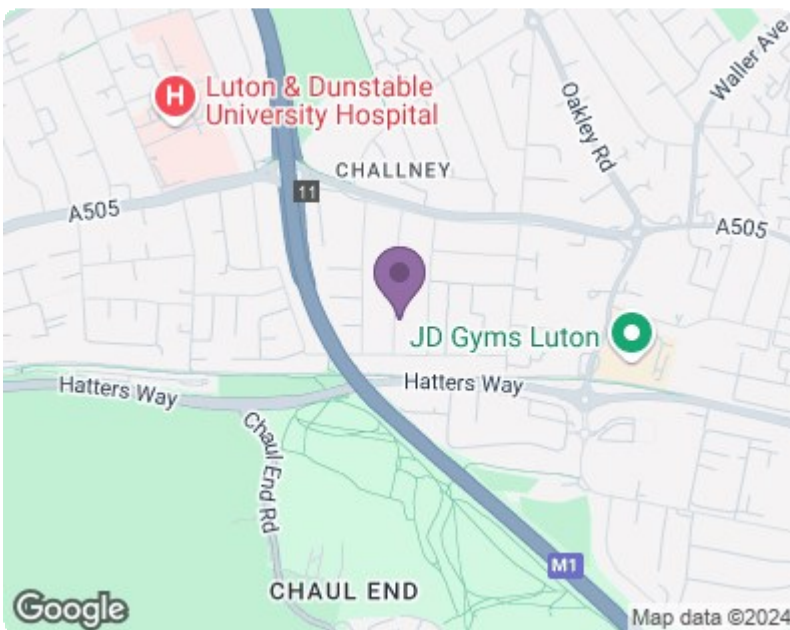 Waller Ave
H
Luton & Dunstable
University Hospital
Oakley Rd
CHALLNEY
11
A505
A505
JD Gyms Luton
Hatters Way
Hatters Way
Chaul End Rd
M1
CHAUL END
Google
Map data ©2024